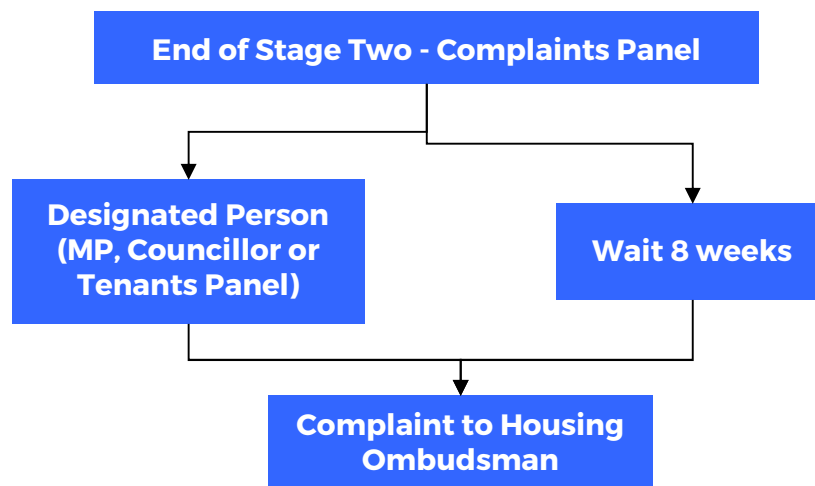 End of Stage Two - Complaints Panel
Designated Person
(MP, Councillor or
Tenants Panel)
Wait 8 weeks
Complaint to Housing
Ombudsman